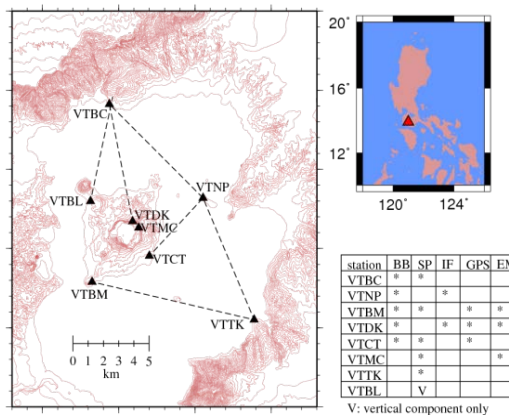 VTBC
VTNP
VTBL
VTDK
VTMC
VTCT
VTBM
VTTK
0 1 2 3 4 5
km
20°
16°
12°
120° 124°
station BB SP IF GPS EM
VTBC * *
VTNP * *
VTBM * * * *
VTDK * * * *
VTCT * * *
VTMC * *
VTTK *
VTBL V
V: vertical component only